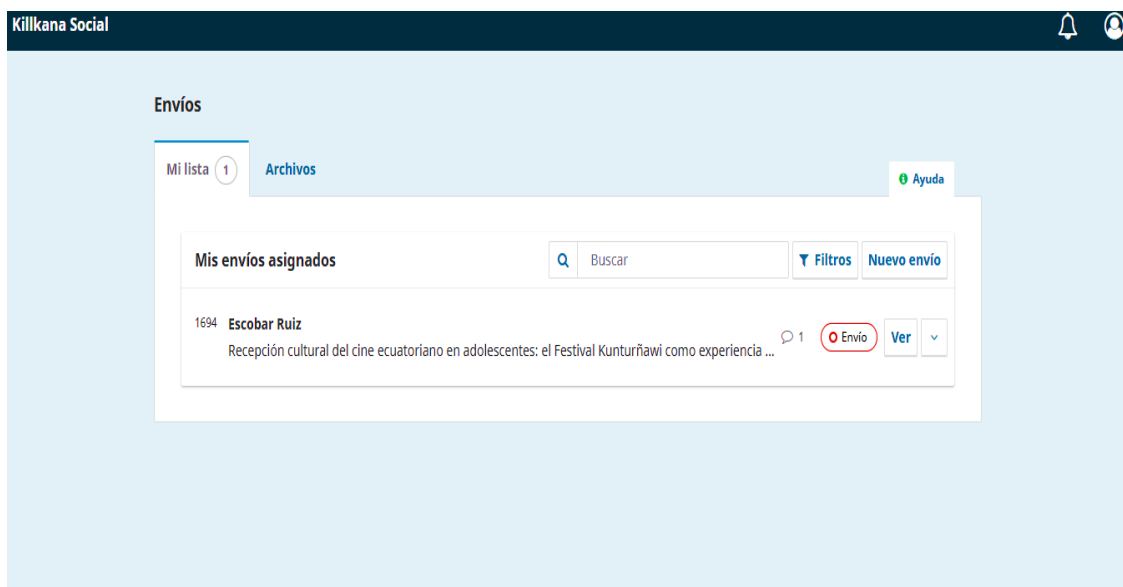 Killkana Social
Envíos
Mi lista 1 Archivos
Ayuda
Mis envíos asignados Buscar Filtros Nuevo envío
1694 Escobar Ruiz
Recepción cultural del cine ecuatoriano en adolescentes: el Festival Kunturñawi como experiencia ... 1 Envío Ver